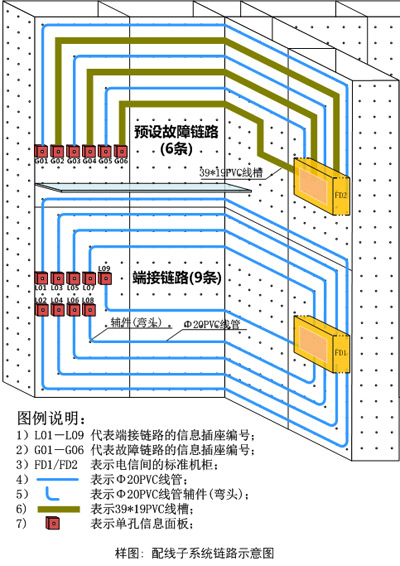 预设故障链路
(6条)
G01 G02 G03 G04 G05 G06
39*19PVC线槽
FD2
L09
端接链路(9条)
L01 L03 L05 L07
L02 L04 L06 L08
辅件(弯头)
Φ20PVC线管
FD1
图例说明:
1) L01—L09 代表端接链路的信息插座编号;
2) G01—G06 代表故障链路的信息插座编号;
3) FD1/FD2 表示电信间的标准机柜;
4) 表示Φ20PVC线管;
5) 表示Φ20PVC线管辅件(弯头);
6) 表示39*19PVC线槽;
7) 表示单孔信息面板;
样图: 配线子系统链路示意图